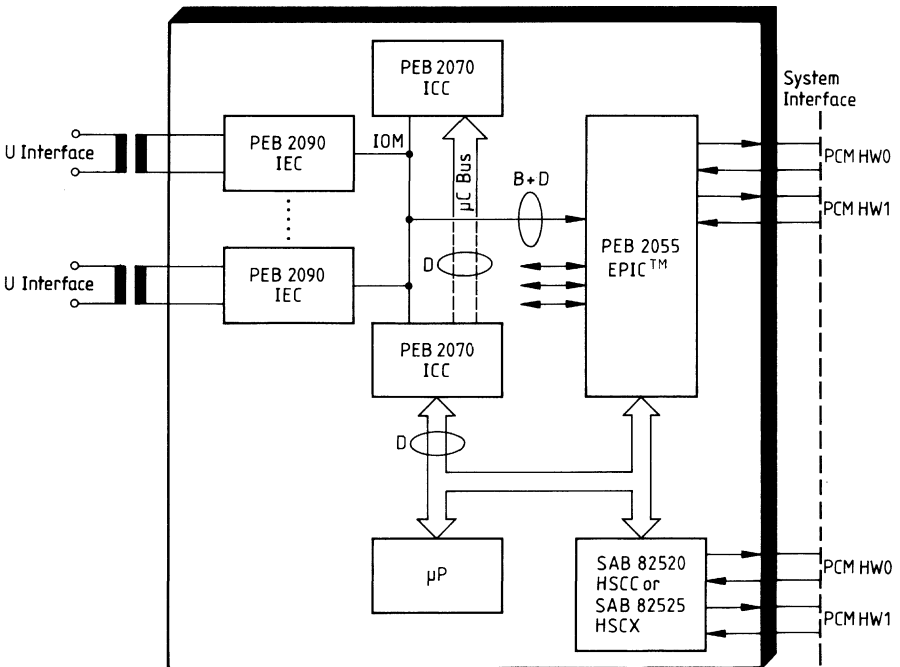 PEB 2070
ICC
System
Interface
U Interface
PEB 2090
IEC
IOM
µC Bus
B+D
PCM HW0
PCM HW1
PEB 2055
EPIC™
D
U Interface
PEB 2090
IEC
PEB 2070
ICC
D
µP
SAB 82520
HSCC or
SAB 82525
HSCX
PCM HW0
PCM HW1